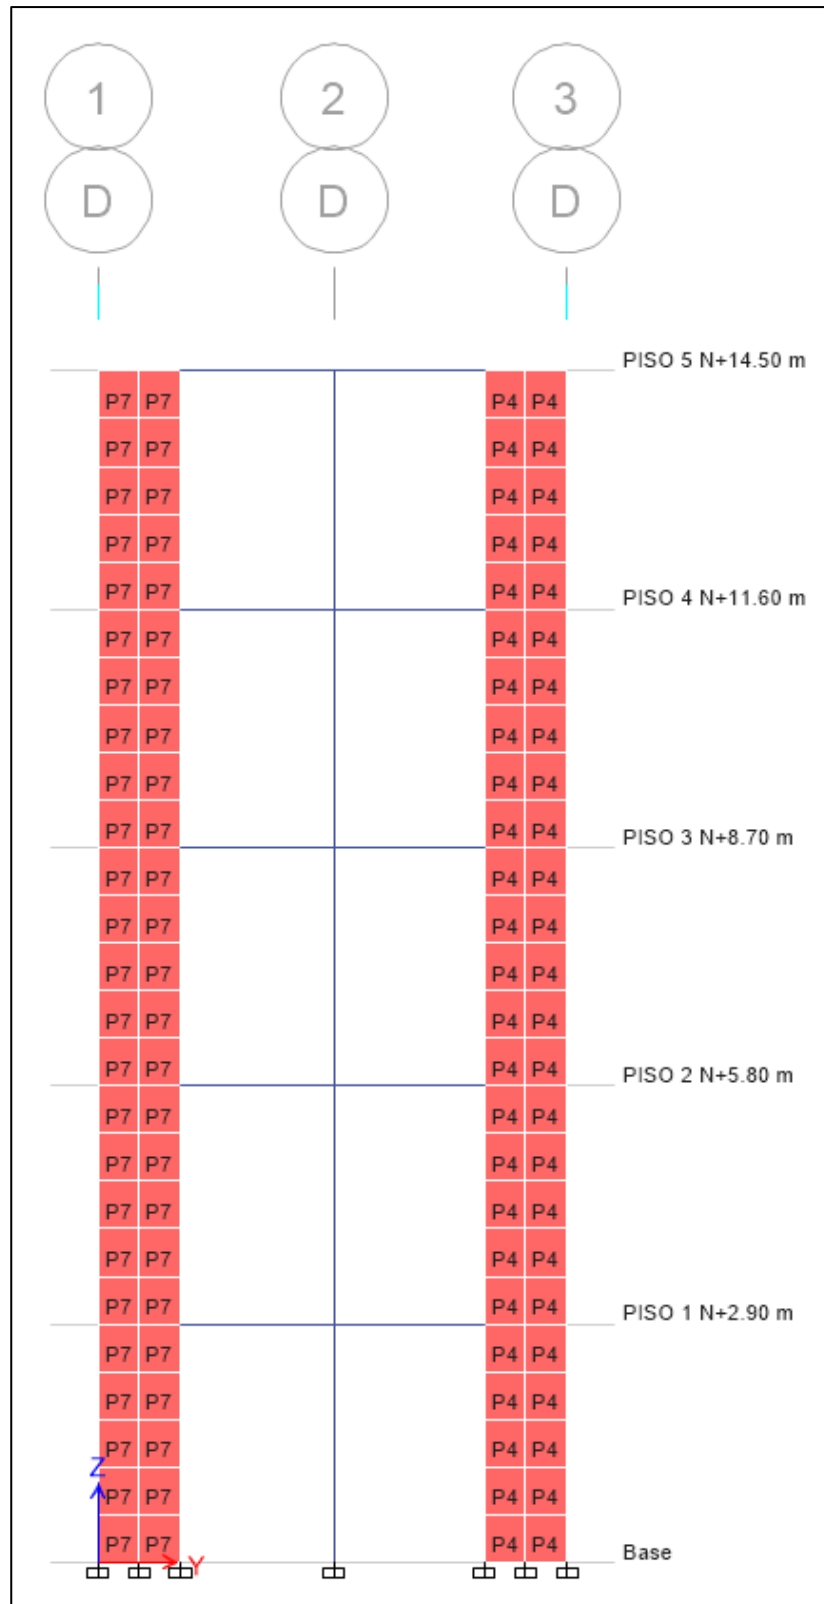 1 2 3
D D D
PISO 5 N+14.50 m
P7 P7 P4 P4
P7 P7 P4 P4
P7 P7 P4 P4
P7 P7 P4 P4
P7 P7 P4 P4 PISO 4 N+11.60 m
P7 P7 P4 P4
P7 P7 P4 P4
P7 P7 P4 P4
P7 P7 P4 P4
P7 P7 P4 P4 PISO 3 N+8.70 m
P7 P7 P4 P4
P7 P7 P4 P4
P7 P7 P4 P4
P7 P7 P4 P4
P7 P7 P4 P4 PISO 2 N+5.80 m
P7 P7 P4 P4
P7 P7 P4 P4
P7 P7 P4 P4
P7 P7 P4 P4
P7 P7 P4 P4 PISO 1 N+2.90 m
P7 P7 P4 P4
P7 P7 P4 P4
P7 P7 P4 P4
Z
P7 P7 P4 P4
P7 P7 P4 P4 Base
Y